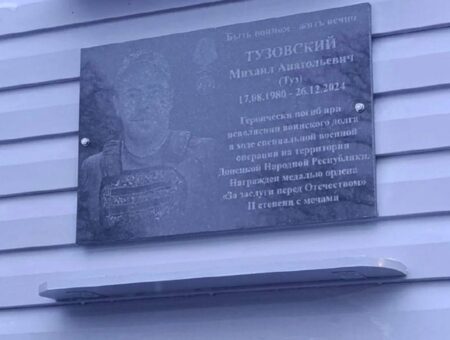 Быть воином - жить вечно
ТУЗОВСКИЙ
Михаил Анатольевич
(Туз)
17.08.1980 - 26.12.2024
Героически погиб при
исполнении воинского долга
в ходе специальной военной
операции на территории
Донецкой Народной Республики.
Награжден медалью ордена
«За заслуги перед Отечеством»
II степени с мечами